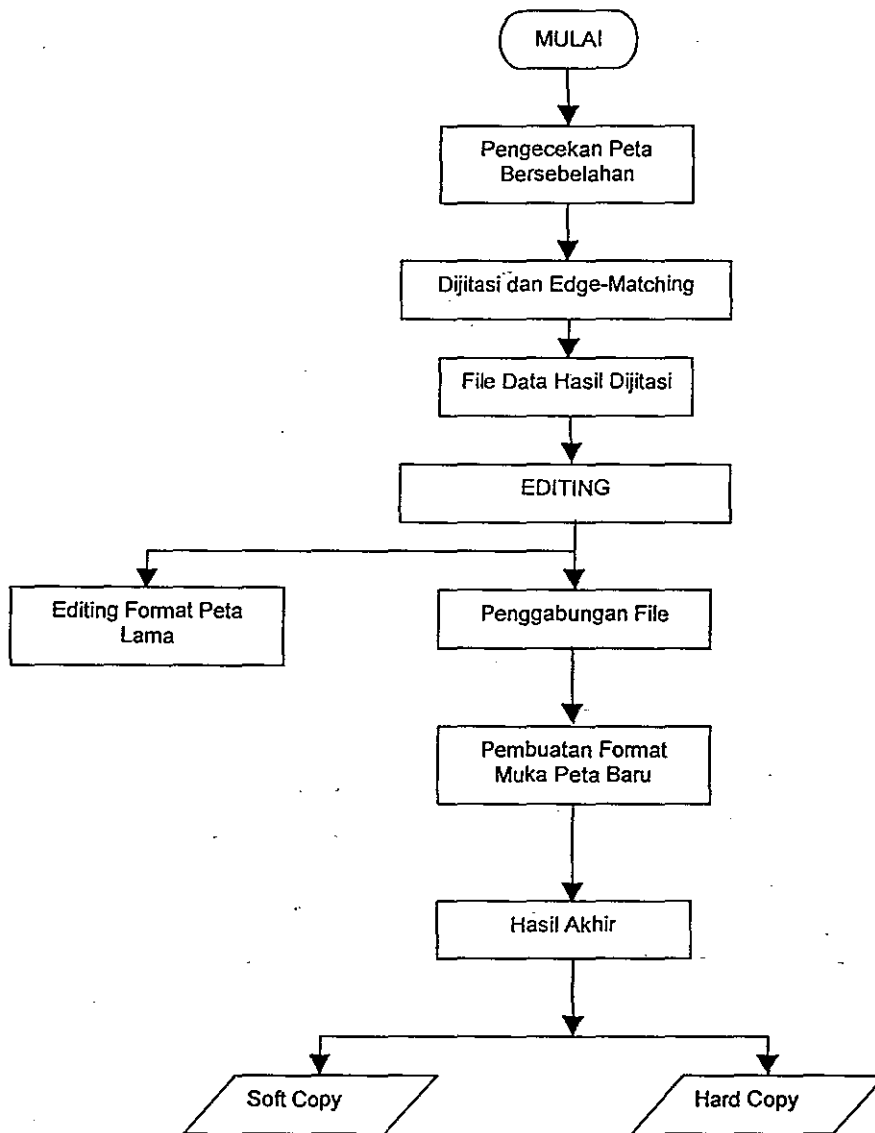 MULAI
Pengecekan Peta
Bersebelahan
Dijitasi dan Edge-Matching
File Data Hasil Dijitasi
EDITING
Editing Format Peta
Lama
Penggabungan File
Pembuatan Format
Muka Peta Baru
Hasil Akhir
Soft Copy
Hard Copy